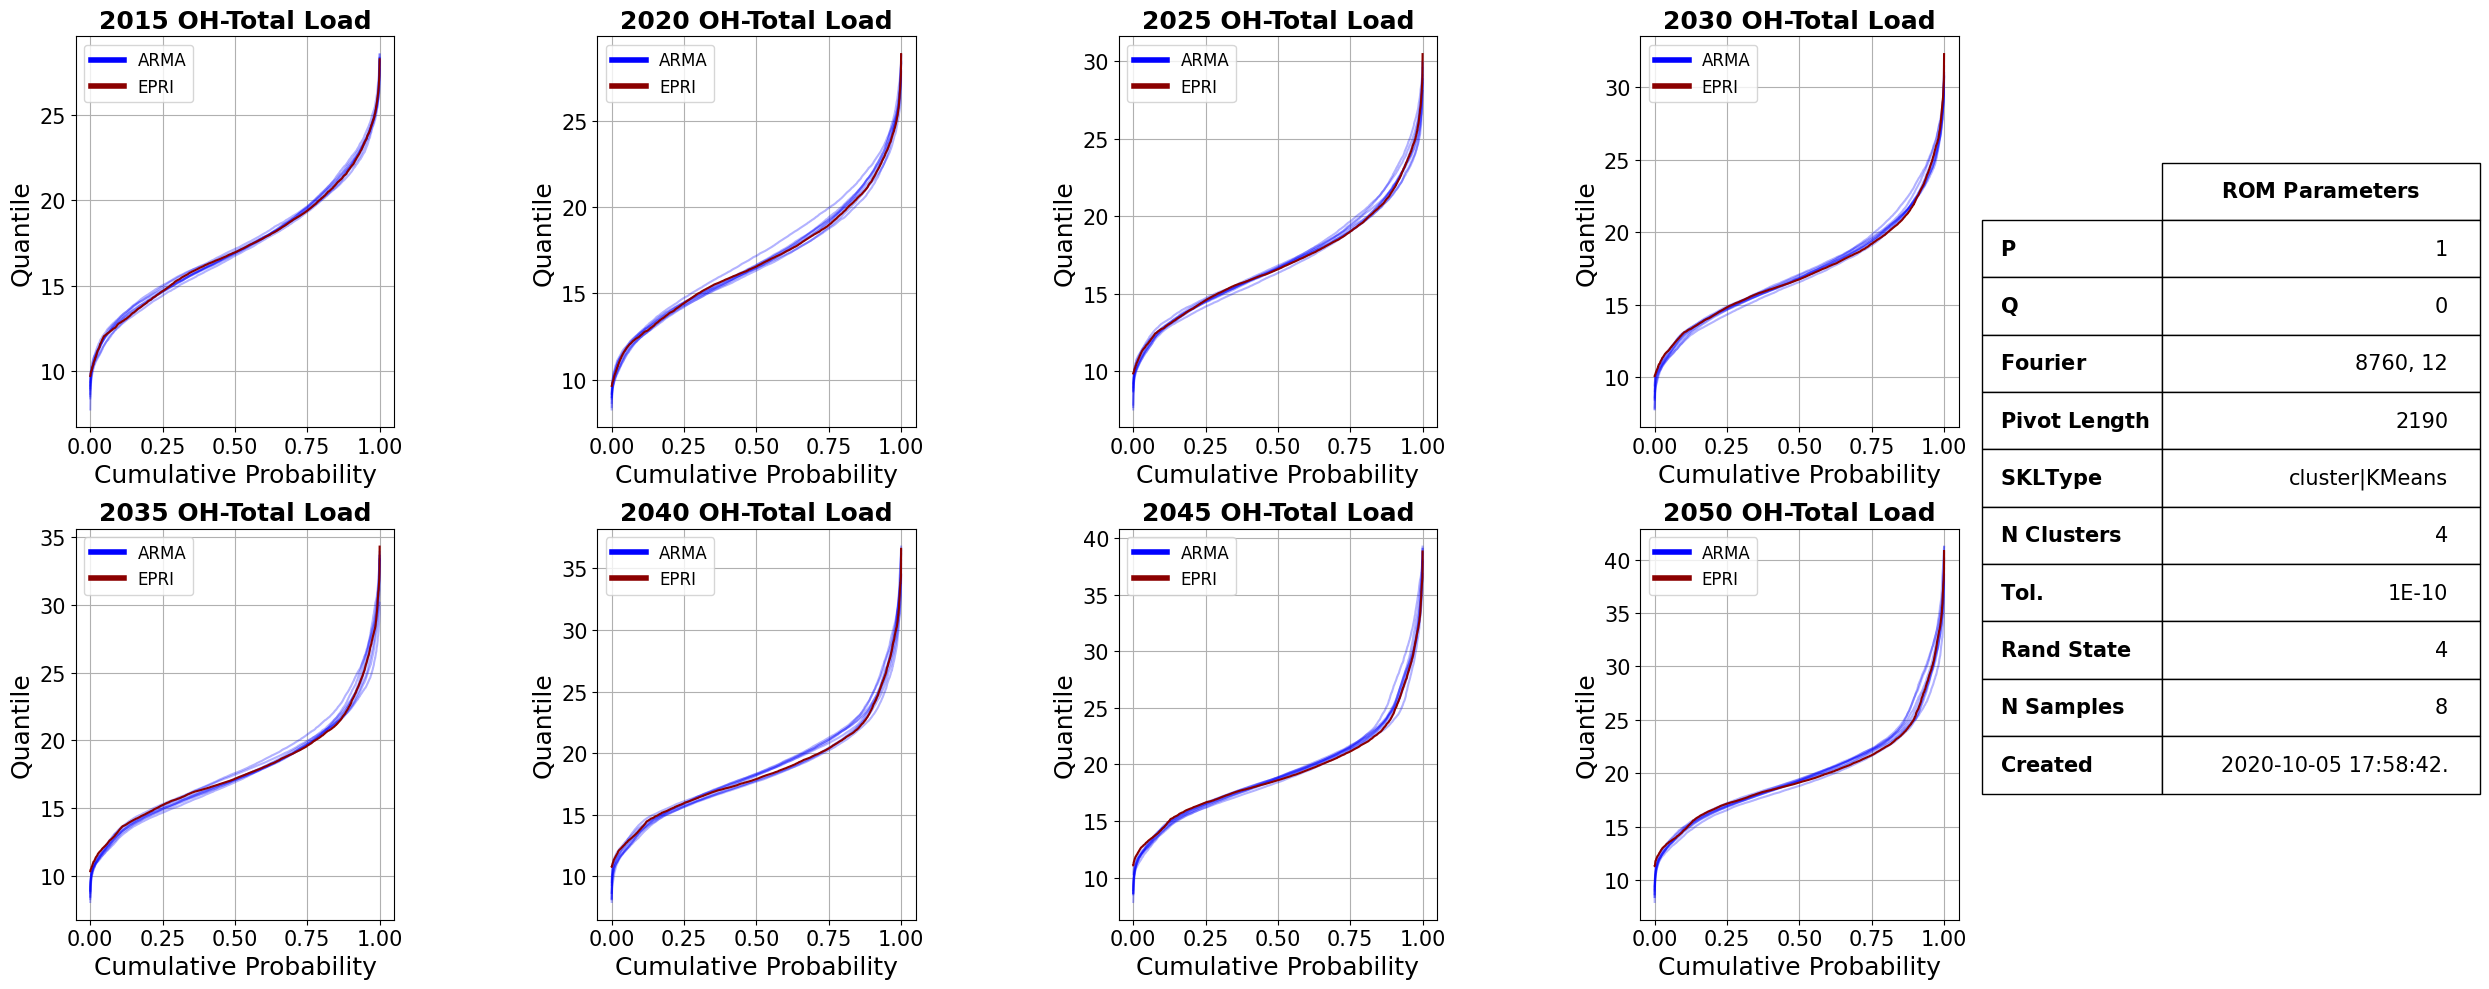 2015 OH-Total Load
ARMA
EPRI
25
20
15
10
Quantile
0.00 0.25 0.50 0.75 1.00
Cumulative Probability
2020 OH-Total Load
ARMA
EPRI
25
20
15
10
Quantile
0.00 0.25 0.50 0.75 1.00
Cumulative Probability
2025 OH-Total Load
ARMA
EPRI
30
25
20
15
10
Quantile
0.00 0.25 0.50 0.75 1.00
Cumulative Probability
2030 OH-Total Load
ARMA
EPRI
30
25
20
15
10
Quantile
0.00 0.25 0.50 0.75 1.00
Cumulative Probability
2035 OH-Total Load
ARMA
EPRI
35
30
25
20
15
10
Quantile
0.00 0.25 0.50 0.75 1.00
Cumulative Probability
2040 OH-Total Load
ARMA
EPRI
35
30
25
20
15
10
Quantile
0.00 0.25 0.50 0.75 1.00
Cumulative Probability
2045 OH-Total Load
ARMA
EPRI
40
35
30
25
20
15
10
Quantile
0.00 0.25 0.50 0.75 1.00
Cumulative Probability
2050 OH-Total Load
ARMA
EPRI
40
35
30
25
20
15
10
Quantile
0.00 0.25 0.50 0.75 1.00
Cumulative Probability
ROM Parameters
P 1
Q 0
Fourier 8760, 12
Pivot Length 2190
SKLType cluster|KMeans
N Clusters 4
Tol. 1E-10
Rand State 4
N Samples 8
Created 2020-10-05 17:58:42.